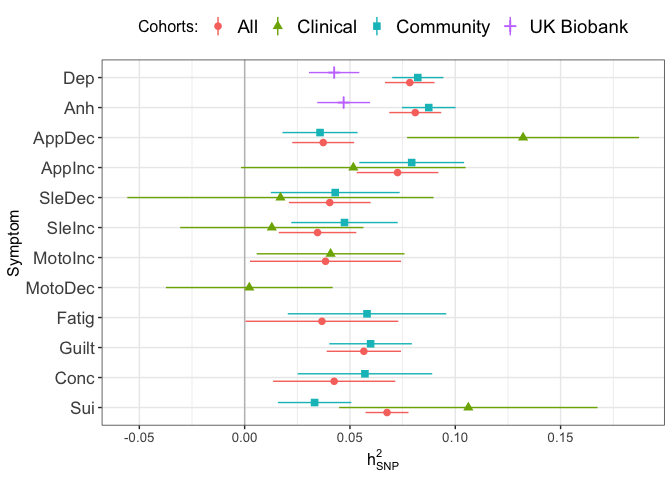 Cohorts: All Clinical Community UK Biobank
Symptom
Dep
Anh
AppDec
AppInc
SleDec
SleInc
MotoInc
MotoDec
Fatig
Guilt
Conc
Sui
-0.05 0.00 0.05 0.10 0.15
h²SNP